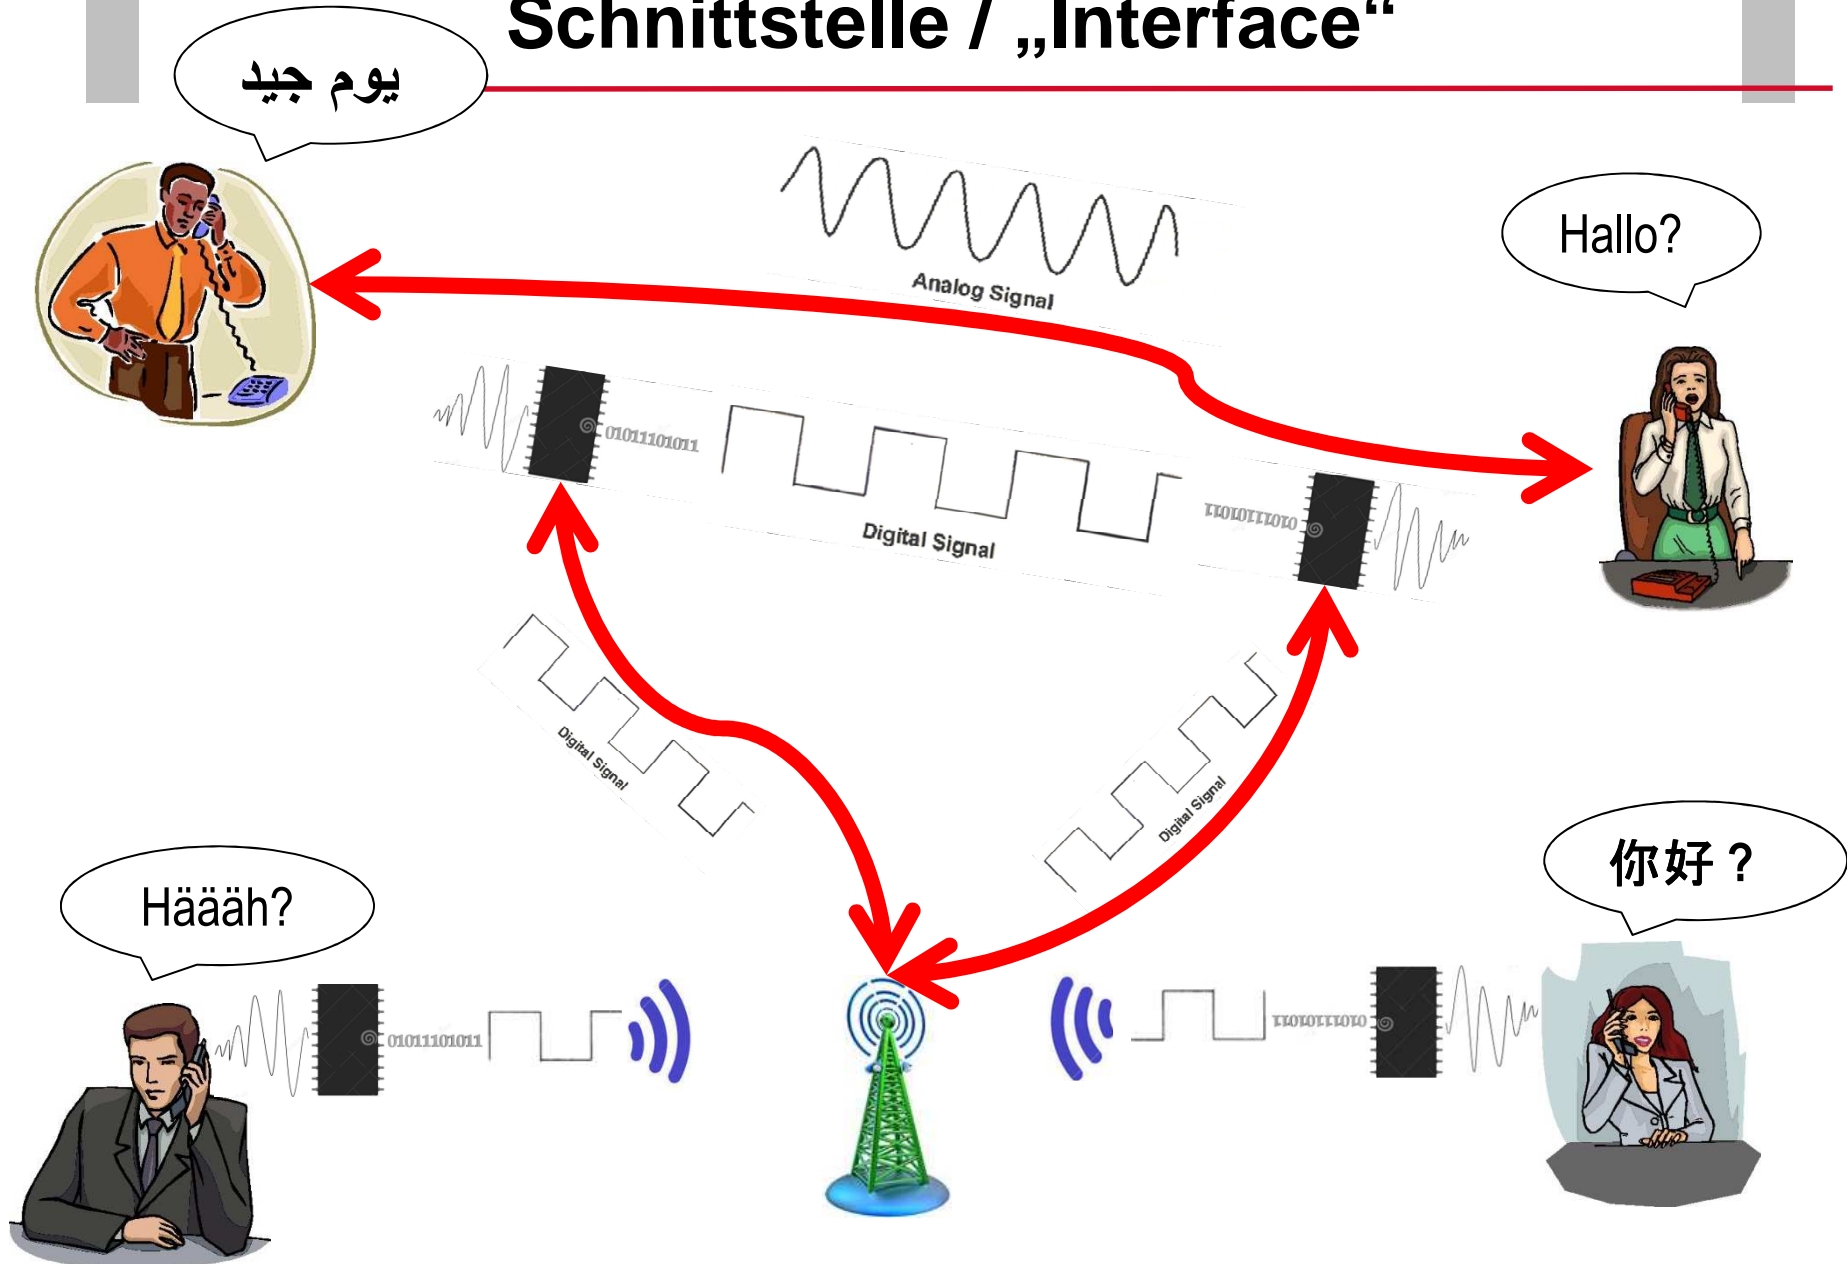 Schnittstelle / „Interface“
يوم جيد
Hallo?
Analog Signal
01011101011
Digital Signal
01011101011
Digital Signal
Digital Signal
Häääh?
你好？
01011101011
01011101011